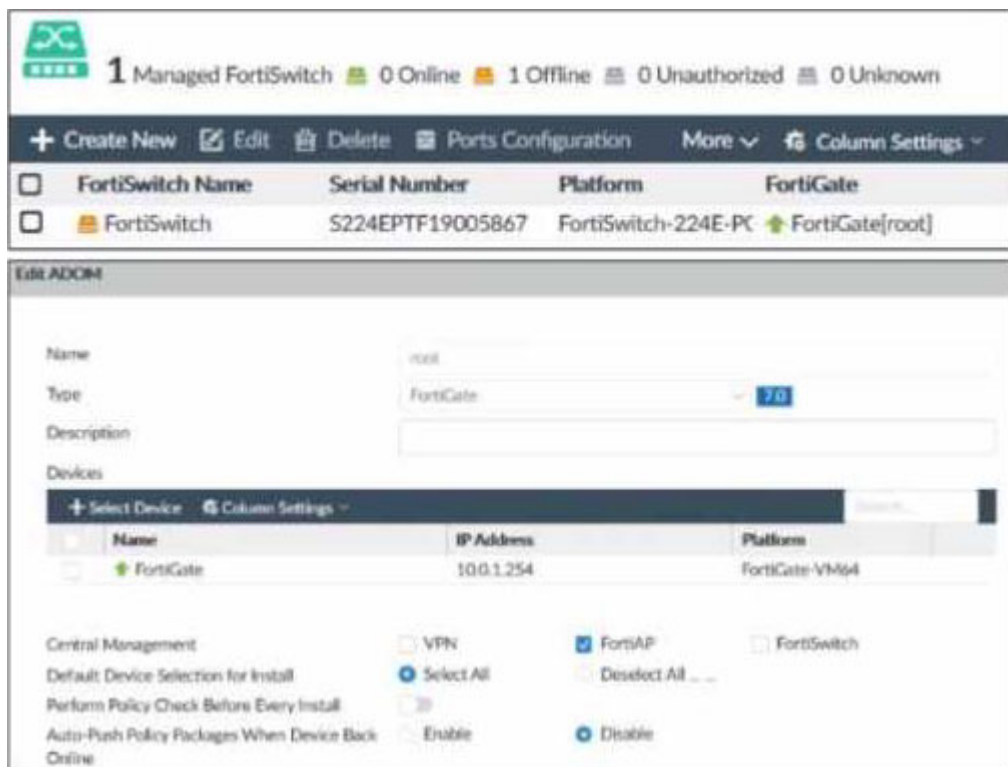 1 Managed FortiSwitch 0 Online 1 Offline 0 Unauthorized 0 Unknown
+ Create New Edit Delete Ports Configuration More Column Settings
FortiSwitch Name Serial Number Platform FortiGate
FortiSwitch S224EPTF19005867 FortiSwitch-224E-PC FortiGate[root]
Edit ADOM
Name root
Type FortiGate 7.0
Description
Devices
+ Select Device Column Settings
Name IP Address Platform
FortiGate 10.0.1.254 FortiGate-VM64
Central Management VPN FortiAP FortiSwitch
Default Device Selection for Install Select All Deselect All
Perform Policy Check Before Every Install
Auto-Push Policy Packages When Device Back Enable Disable
Online